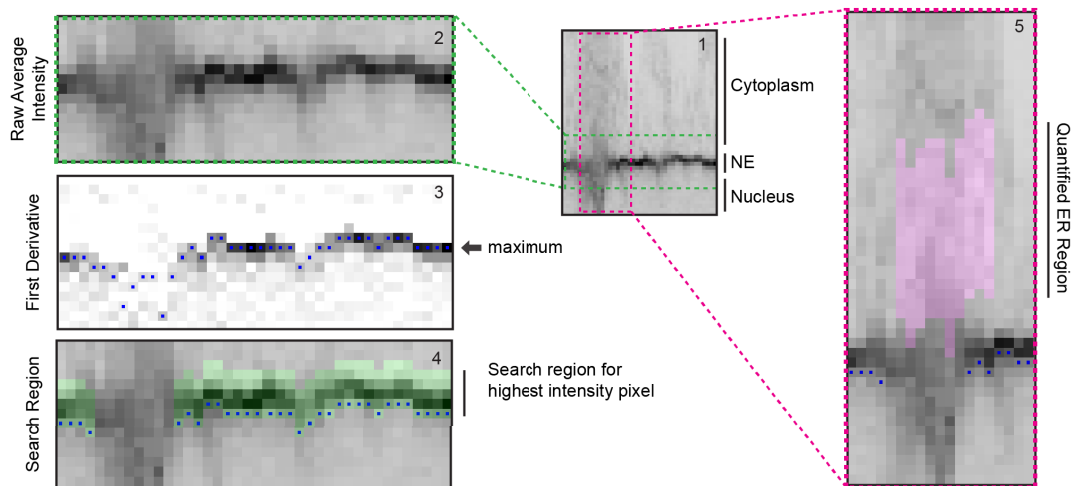 2
Raw Average
Intensity
1
Cytoplasm
NE
Nucleus
5
Quantified ER Region
3
First Derivative
maximum
4
Search Region
Search region for
highest intensity pixel